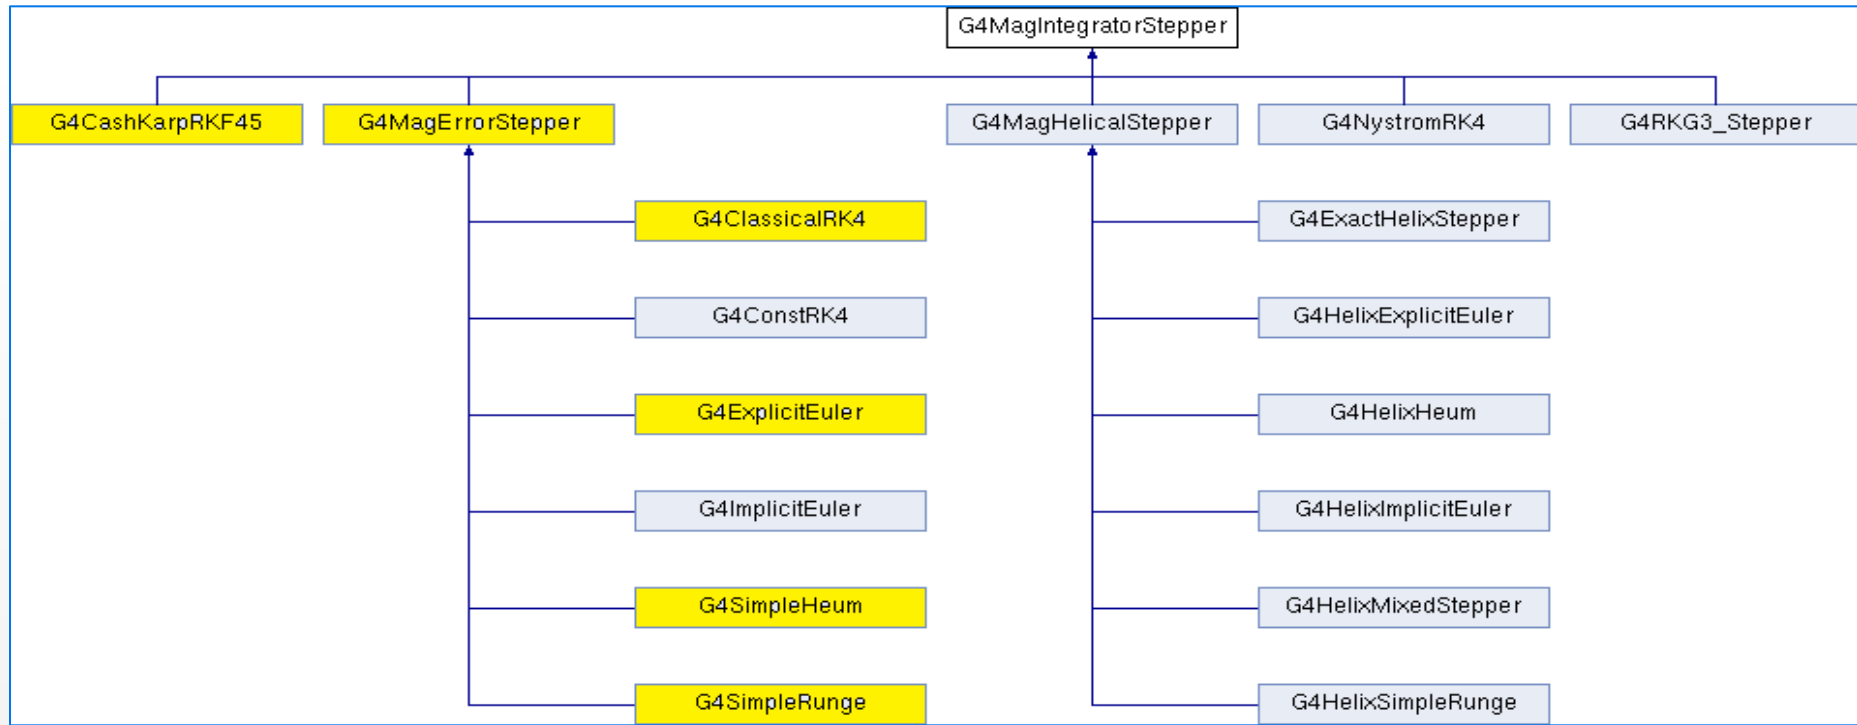 G4MagIntegratorStepper
G4CashKarpRKF45
G4MagErrorStepper
G4MagHelicalStepper
G4NystromRK4
G4RKG3_Stepper
G4ClassicalRK4
G4ExactHelixStepper
G4ConstRK4
G4HelixExplicitEuler
G4ExplicitEuler
G4HelixHeum
G4ImplicitEuler
G4HelixImplicitEuler
G4SimpleHeum
G4HelixMixedStepper
G4SimpleRunge
G4HelixSimpleRunge